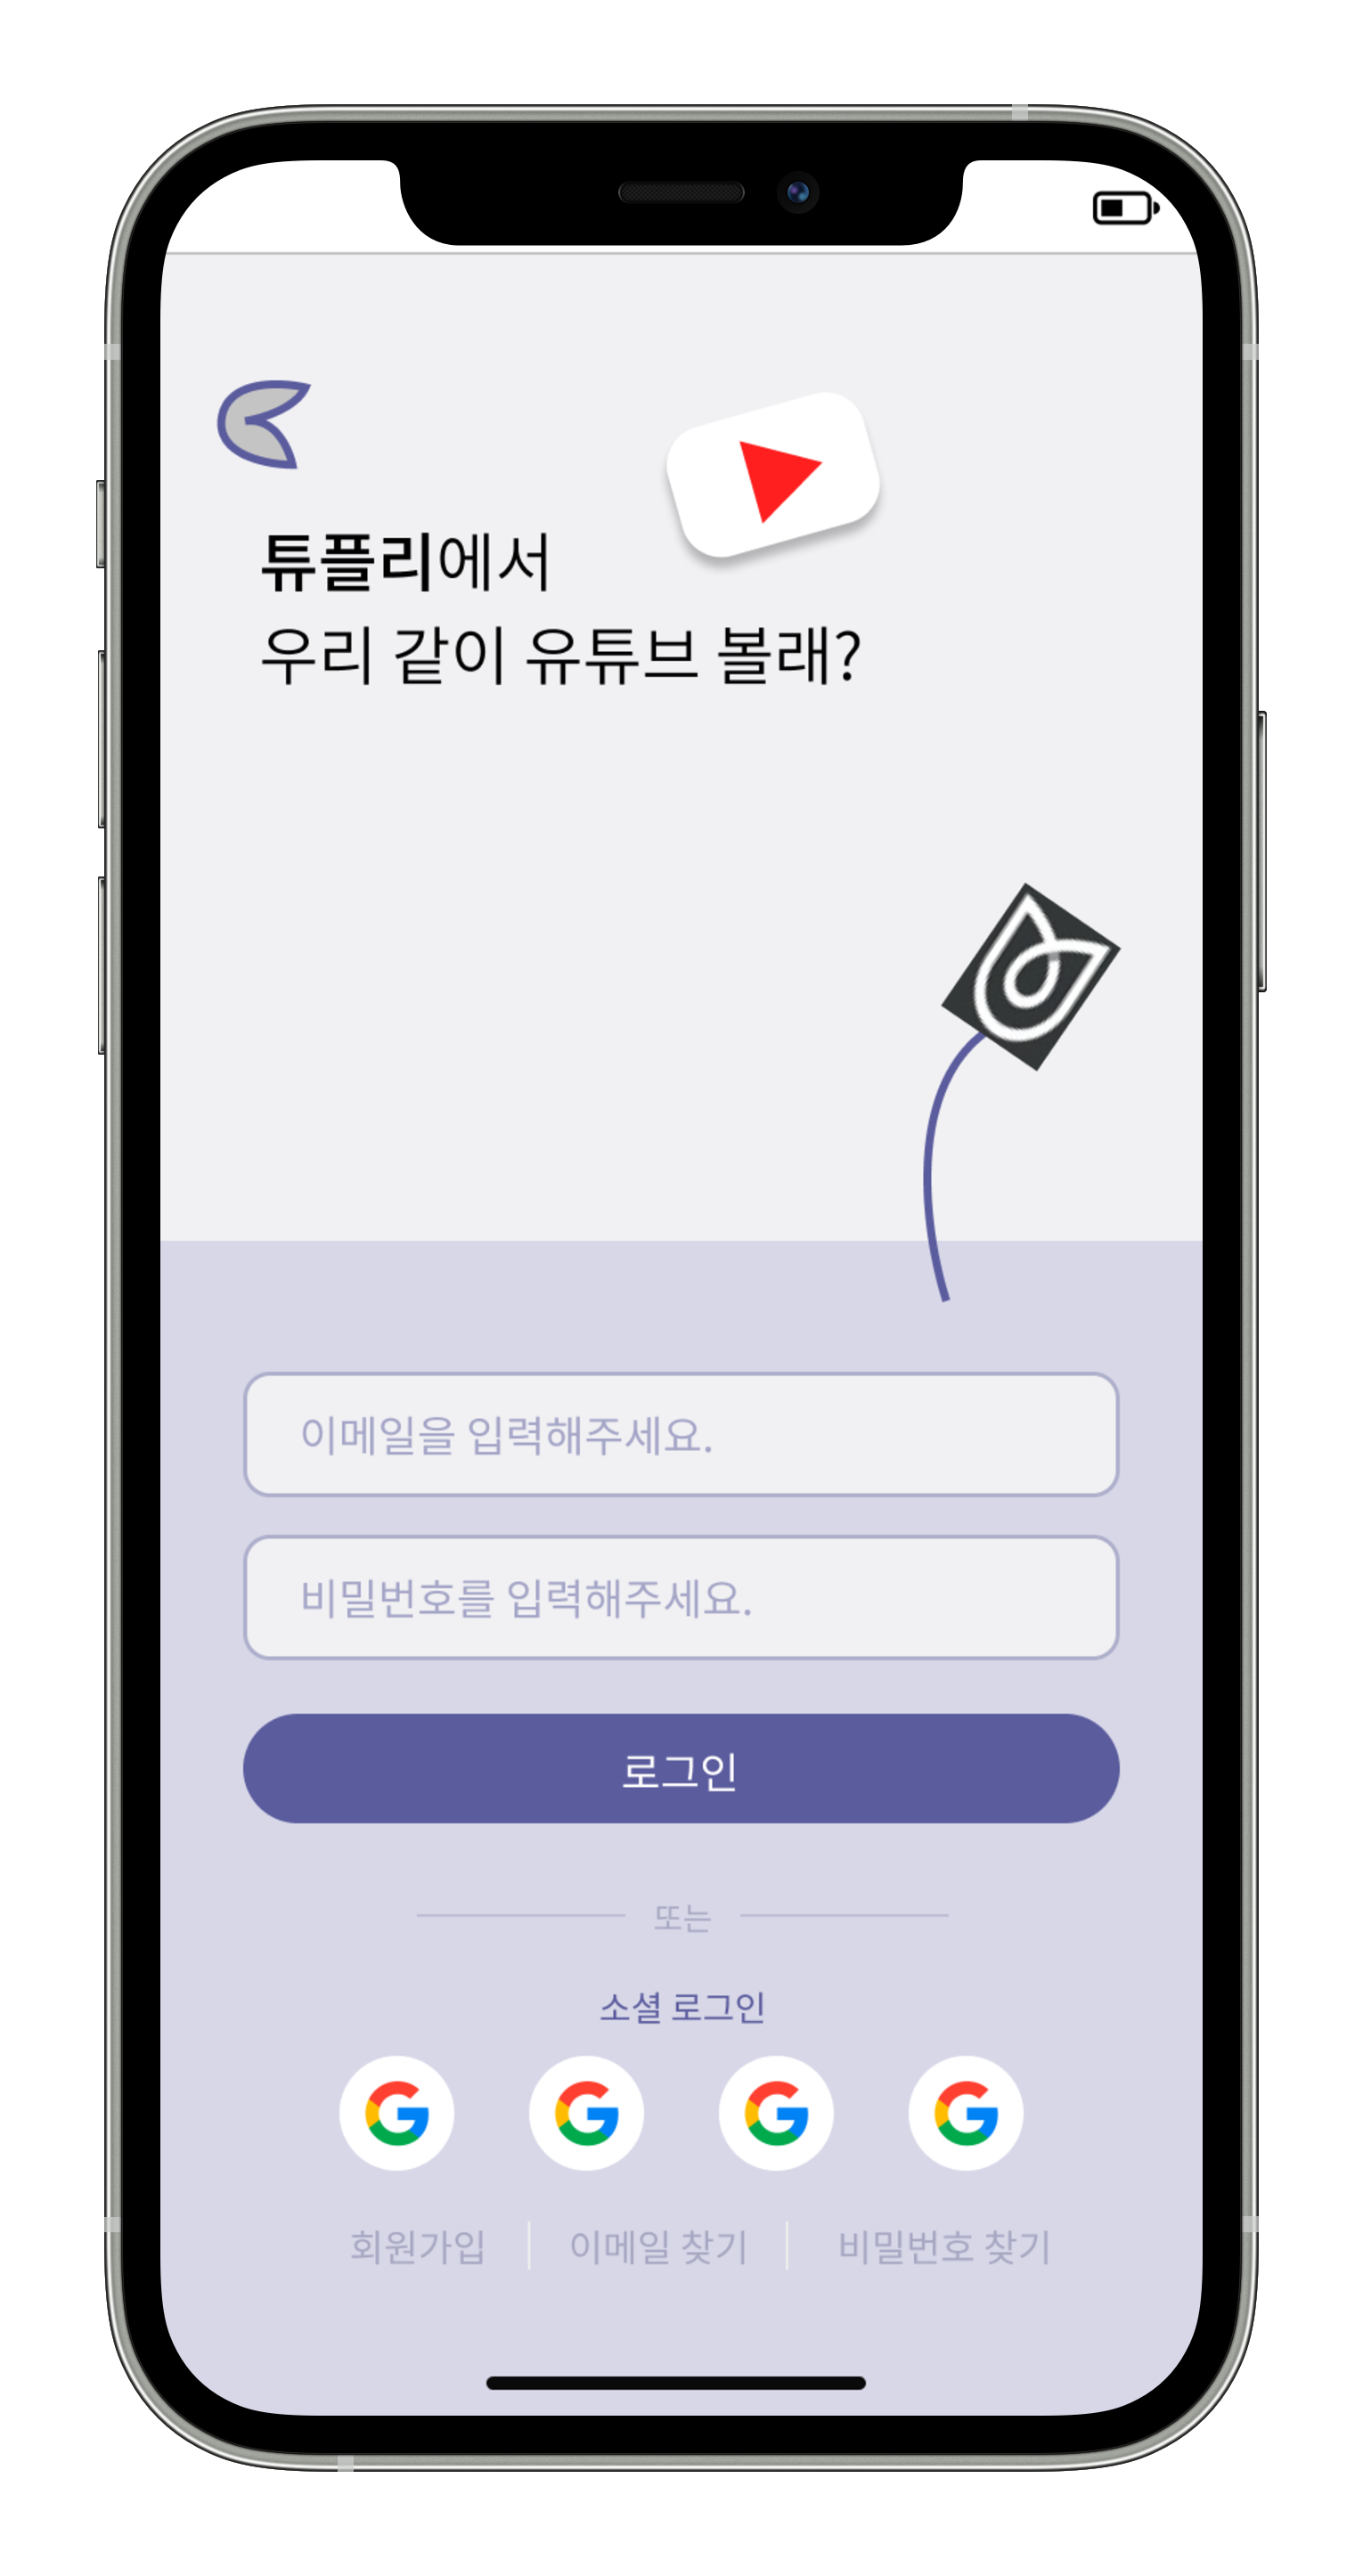 튜플리에서
우리 같이 유튜브 볼래?
이메일을 입력해주세요.
비밀번호를 입력해주세요.
로그인
또는
소셜 로그인
회원가입 이메일 찾기 비밀번호 찾기